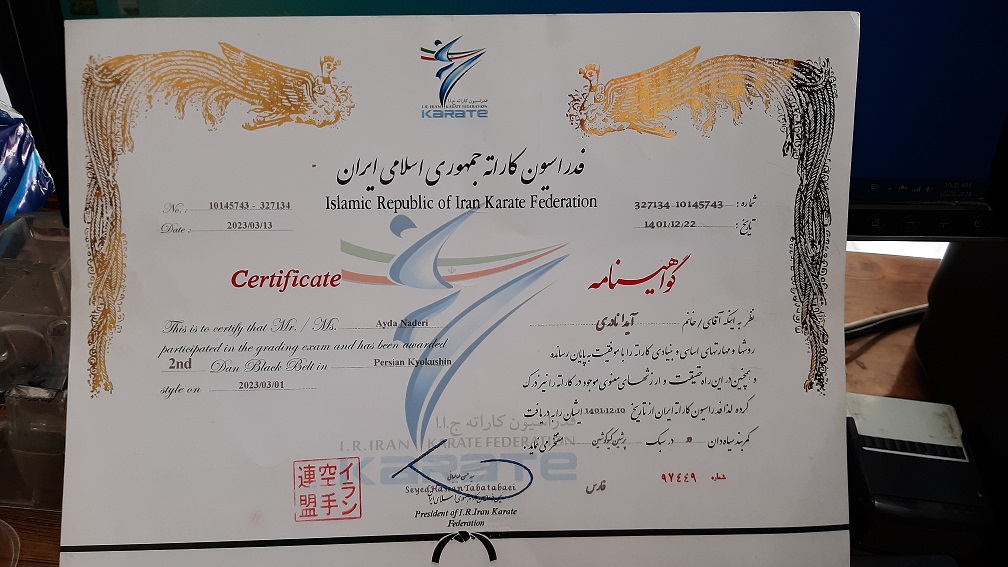 فدراسیون کاراته ج.ا.ا
I.R.IRAN KARATE FEDERATION
KARATE
فدراسیون کاراته جمهوری اسلامی ایران
Islamic Republic of Iran Karate Federation
No.: 10145743 - 327134
Date: 2023/03/13
شماره: 10145743 327134
تاریخ: 1401/12/22
Certificate
گواهینامه
This is to certify that Mr. / Ms. Ayda Naderi
participated in the grading exam and has been awarded
2nd Dan Black Belt in Persian Kyokushin
style on 2023/03/01
نظر به اینکه آقای / خانم آیدا نادری
روشها و مهارتهای اساسی و بنیادی کاراته را با موفقیت به پایان رسانده
و همچنین در این راه حقیقت و ارزشهای معنوی موجود در کاراته را نیز درک
کرده لذا فدراسیون کاراته ایران از تاریخ 1401/12/10 ایشان را به دریافت
کمربند سیاه دان در سبک پرشین کیوکوشین مفتخر می نماید.
فدراسیون کاراته ج.ا.ا
I.R.IRAN KARATE FEDERATION
KARATE
イラン
空手
連盟
SeyedHassan Tabatabaei
President of I.R.Iran Karate
Federation
فارس
شماره ۹۷۴۴۹